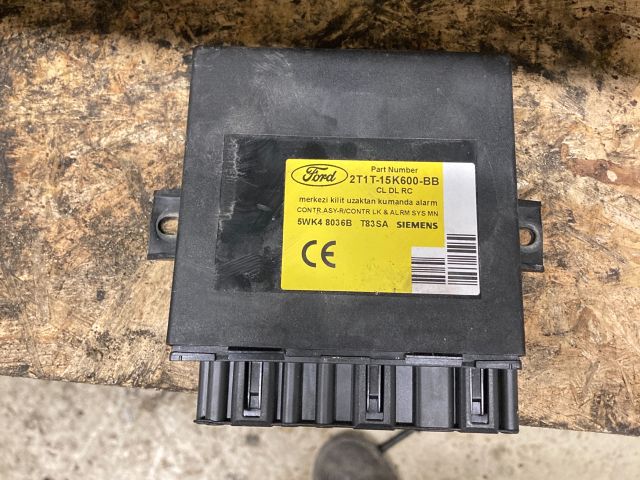 Ford
Part Number
2T1T-15K600-BB
CL DL RC
merkezi kilit uzaktan kumanda alarm
CONTR.ASY-R/CONTR LK & ALRM SYS MN
5WK4 8036B T83SA SIEMENS
CE